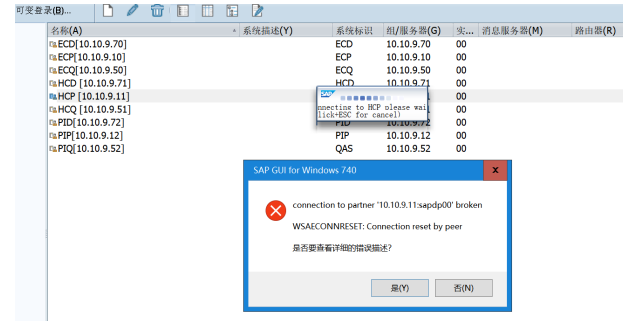 可变登录(B)...
名称(A) 系统描述(Y) 系统标识 组/服务器(G) 实... 消息服务器(M) 路由器(R)
ECD[10.10.9.70] ECD 10.10.9.70 00
ECP[10.10.9.10] ECP 10.10.9.10 00
ECQ[10.10.9.50] ECQ 10.10.9.50 00
HCD [10.10.9.71] HCD 10.10.9.71 00
HCP [10.10.9.11] 00
HCQ [10.10.9.51] 00
PID[10.10.9.72] PID 10.10.9.72 00
PIP[10.10.9.12] PIP 10.10.9.12 00
PIQ[10.10.9.52] QAS 10.10.9.52 00
SAP
nnecting to HCP please wai
lick+ESC for cancel)
SAP GUI for Windows 740
x
connection to partner '10.10.9.11:sapdp00' broken
WSAECONNRESET: Connection reset by peer
是否要查看详细的错误描述?
是(Y) 否(N)